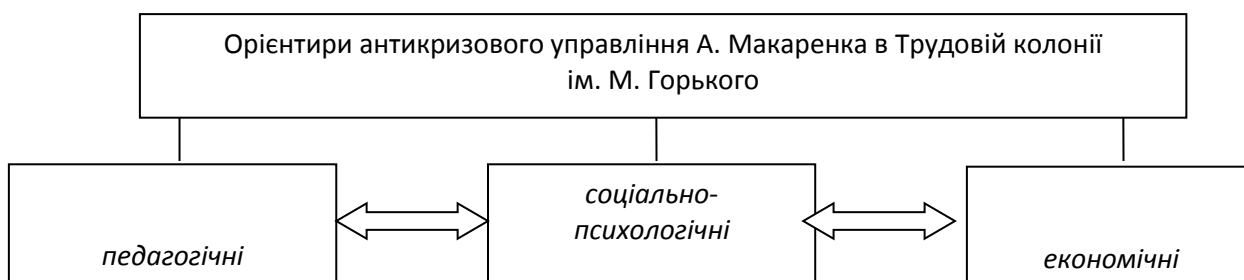 Орієнтири антикризового управління А. Макаренка в Трудовій колонії
ім. М. Горького
соціально-
психологічні
педагогічні
економічні